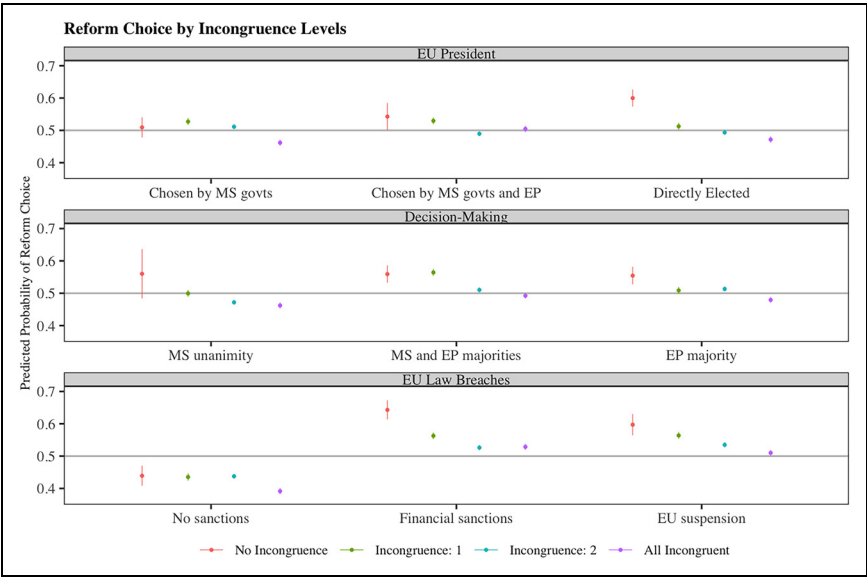 Reform Choice by Incongruence Levels
Predicted Probability of Reform Choice
EU President
0.7
0.6
0.5
0.4
Chosen by MS govts Chosen by MS govts and EP Directly Elected
Decision-Making
0.7
0.6
0.5
0.4
MS unanimity MS and EP majorities EP majority
EU Law Breaches
0.7
0.6
0.5
0.4
No sanctions Financial sanctions EU suspension
No Incongruence Incongruence: 1 Incongruence: 2 All Incongruent